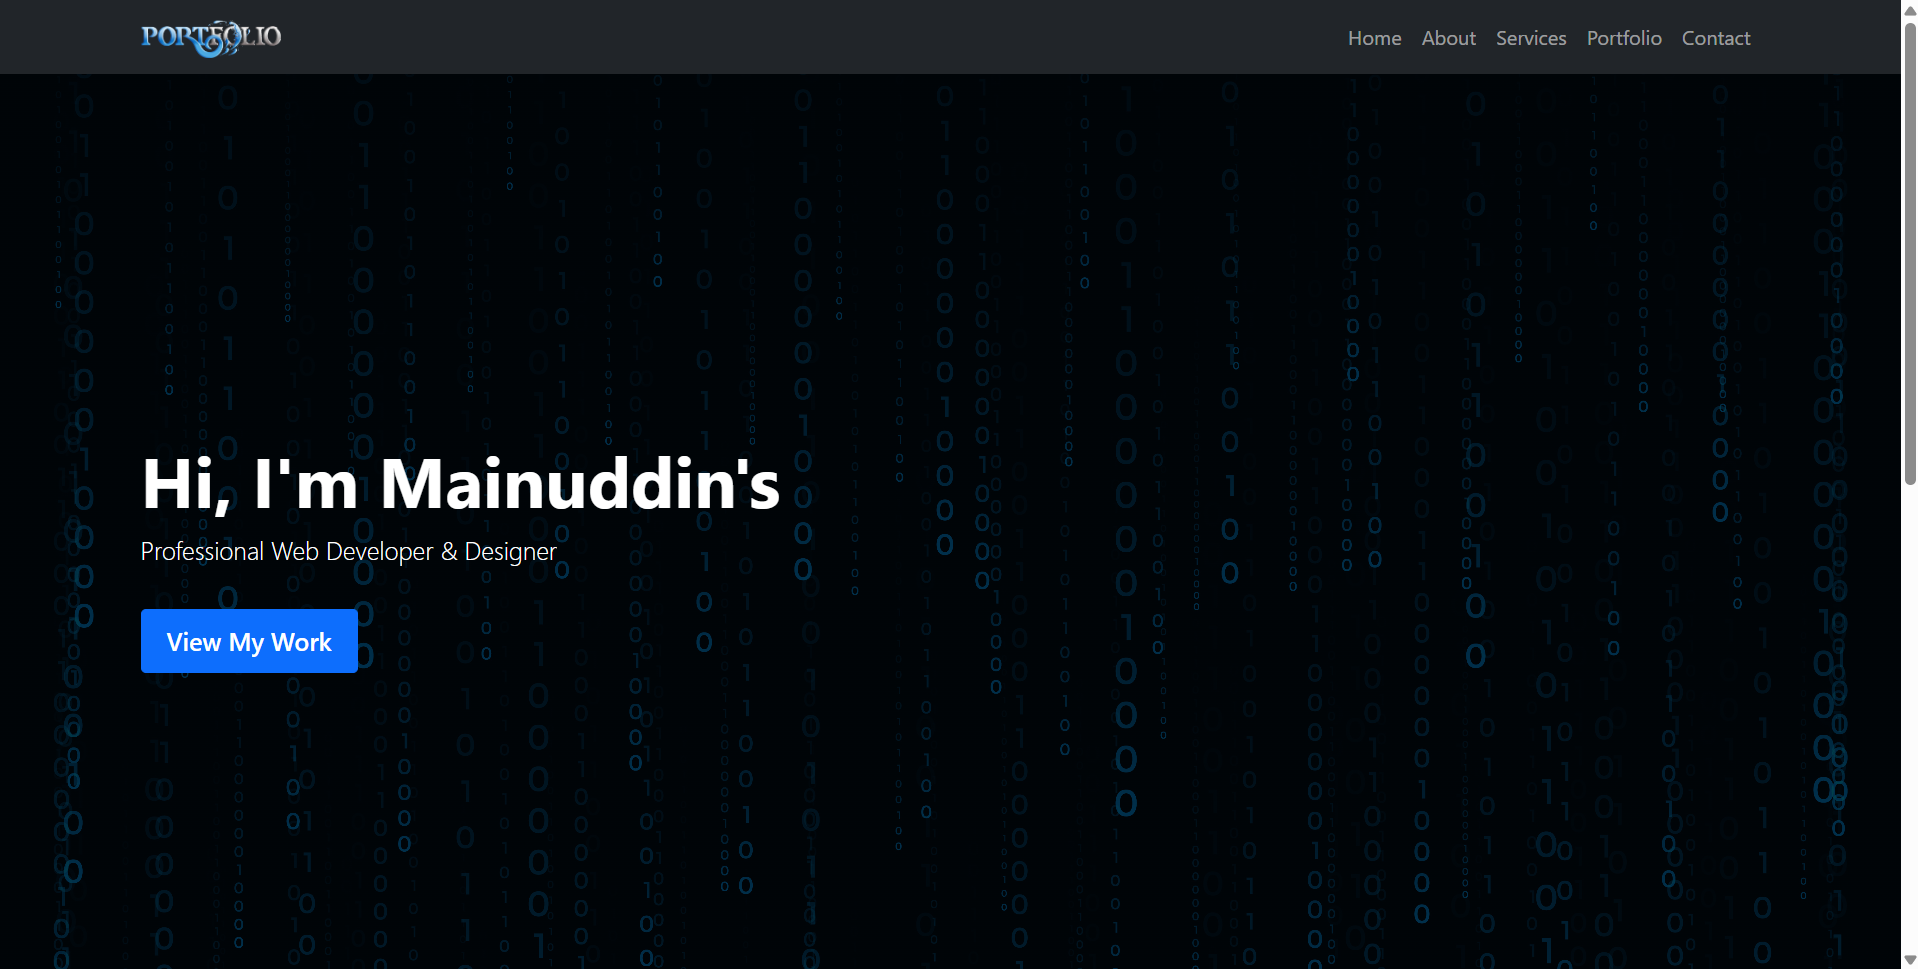 PORTFOLIO
Home About Services Portfolio Contact
Hi, I'm Mainuddin's
Professional Web Developer & Designer
View My Work